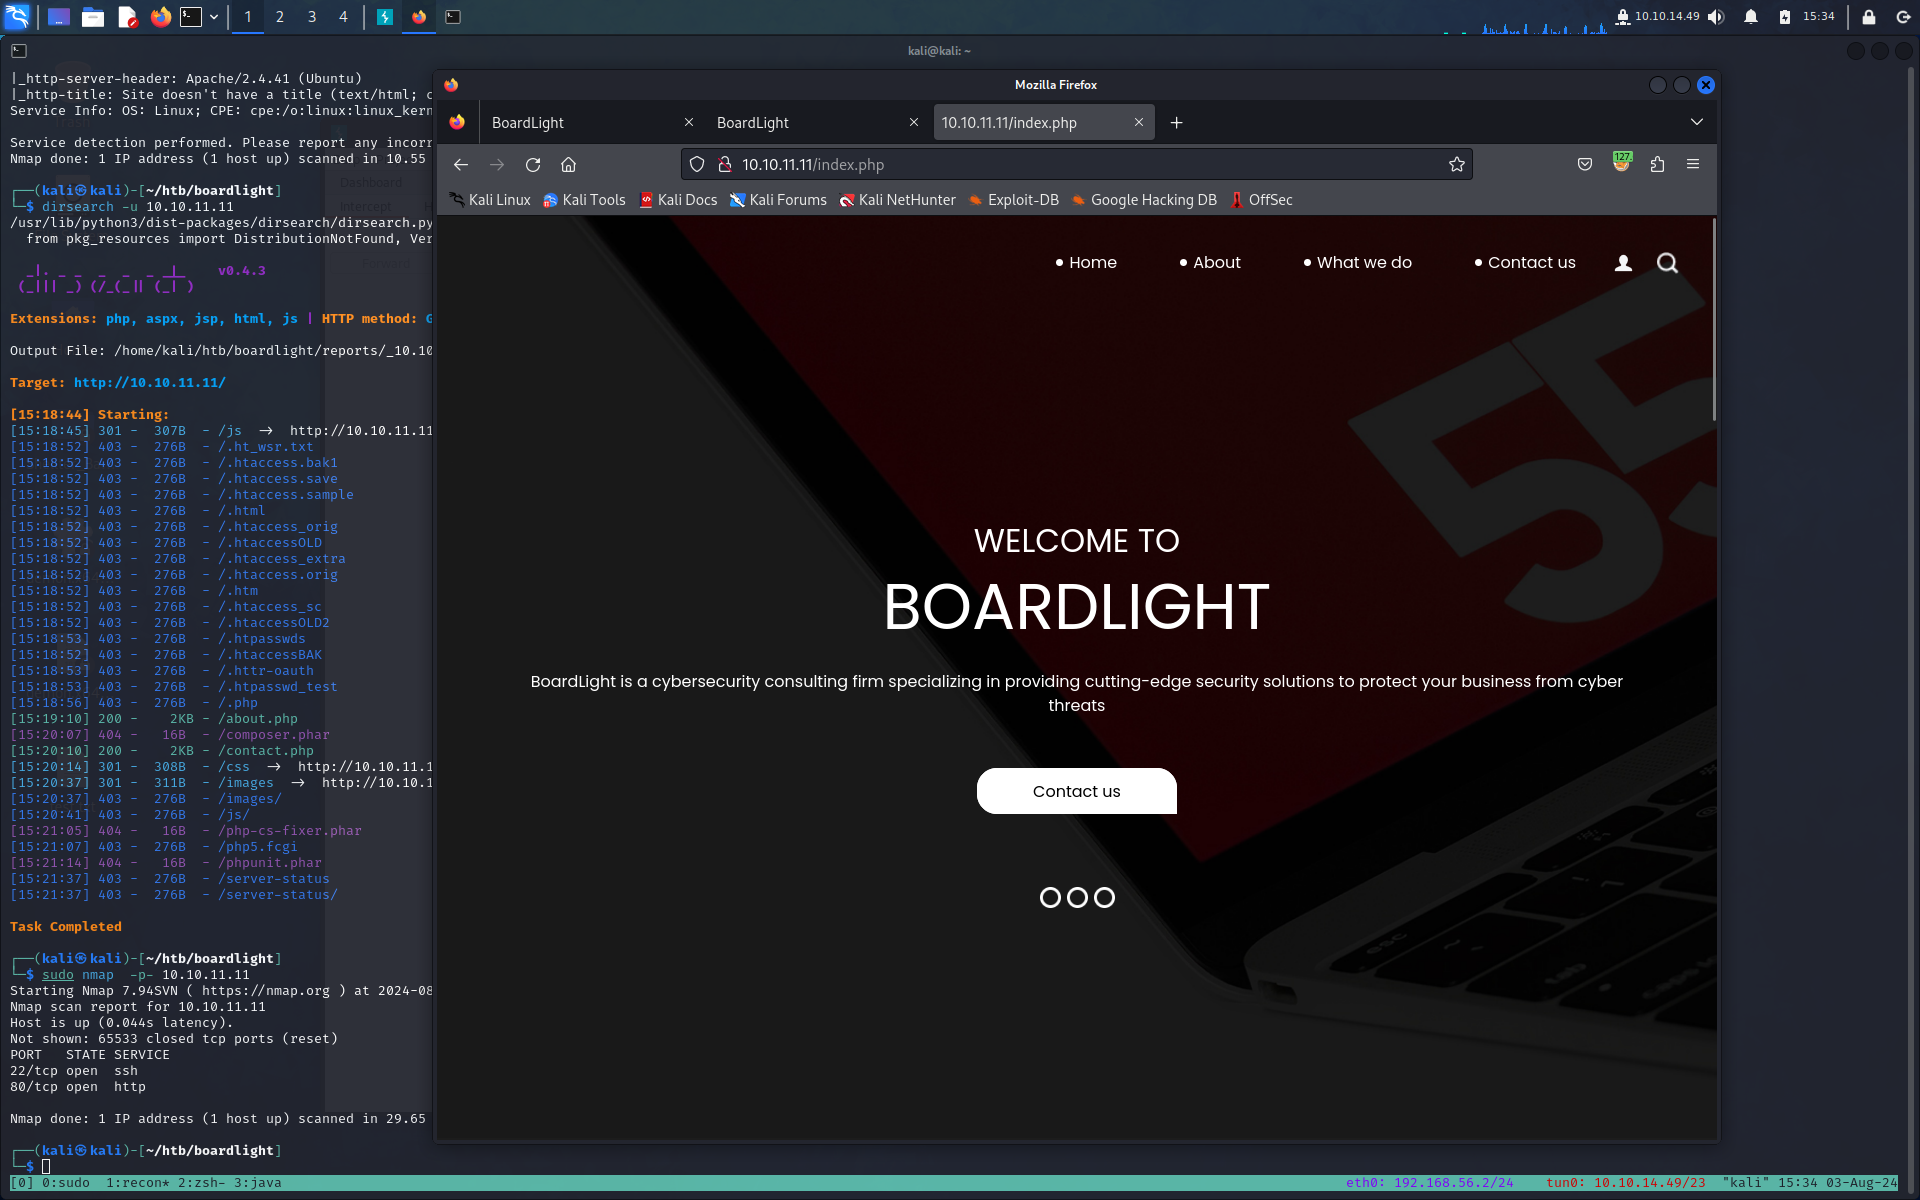 1 2 3 4
10.10.14.49 15:34
kali@kali: ~
|_http-server-header: Apache/2.4.41 (Ubuntu)
|_http-title: Site doesn't have a title (text/html; c
Service Info: OS: Linux; CPE: cpe:/o:linux:linux_kern
Service detection performed. Please report any incorr
Nmap done: 1 IP address (1 host up) scanned in 10.55
┌──(kali㉿kali)-[~/htb/boardlight]
└─$ dirsearch -u 10.10.11.11
/usr/lib/python3/dist-packages/dirsearch/dirsearch.py
from pkg_resources import DistributionNotFound, Ver
v0.4.3
Extensions: php, aspx, jsp, html, js | HTTP method: G
Output File: /home/kali/htb/boardlight/reports/_10.10
Target: http://10.10.11.11/
[15:18:44] Starting:
[15:18:45] 301 - 307B - /js -> http://10.10.11.11
[15:18:52] 403 - 276B - /.ht_wsr.txt
[15:18:52] 403 - 276B - /.htaccess.bak1
[15:18:52] 403 - 276B - /.htaccess.save
[15:18:52] 403 - 276B - /.htaccess.sample
[15:18:52] 403 - 276B - /.html
[15:18:52] 403 - 276B - /.htaccess_orig
[15:18:52] 403 - 276B - /.htaccessOLD
[15:18:52] 403 - 276B - /.htaccess_extra
[15:18:52] 403 - 276B - /.htaccess.orig
[15:18:52] 403 - 276B - /.htm
[15:18:52] 403 - 276B - /.htaccess_sc
[15:18:52] 403 - 276B - /.htaccessOLD2
[15:18:53] 403 - 276B - /.htpasswds
[15:18:52] 403 - 276B - /.htaccessBAK
[15:18:53] 403 - 276B - /.httr-oauth
[15:18:53] 403 - 276B - /.htpasswd_test
[15:18:56] 403 - 276B - /.php
[15:19:10] 200 - 2KB - /about.php
[15:20:07] 404 - 16B - /composer.phar
[15:20:10] 200 - 2KB - /contact.php
[15:20:14] 301 - 308B - /css -> http://10.10.11.1
[15:20:37] 301 - 311B - /images -> http://10.10.1
[15:20:37] 403 - 276B - /images/
[15:20:41] 403 - 276B - /js/
[15:21:05] 404 - 16B - /php-cs-fixer.phar
[15:21:07] 403 - 276B - /php5.fcgi
[15:21:14] 404 - 16B - /phpunit.phar
[15:21:37] 403 - 276B - /server-status
[15:21:37] 403 - 276B - /server-status/
Task Completed
┌──(kali㉿kali)-[~/htb/boardlight]
└─$ sudo nmap -p- 10.10.11.11
Starting Nmap 7.94SVN ( https://nmap.org ) at 2024-08
Nmap scan report for 10.10.11.11
Host is up (0.044s latency).
Not shown: 65533 closed tcp ports (reset)
PORT STATE SERVICE
22/tcp open ssh
80/tcp open http
Nmap done: 1 IP address (1 host up) scanned in 29.65
┌──(kali㉿kali)-[~/htb/boardlight]
└─$
Dashboard
Intercept
Mozilla Firefox
BoardLight
BoardLight
10.10.11.11/index.php
10.10.11.11/index.php
127.
Kali Linux Kali Tools Kali Docs Kali Forums Kali NetHunter Exploit-DB Google Hacking DB OffSec
Home About What we do Contact us
55
WELCOME TO
BOARDLIGHT
BoardLight is a cybersecurity consulting firm specializing in providing cutting-edge security solutions to protect your business from cyber
threats
Contact us
esc
[0] 0:sudo 1:recon* 2:zsh- 3:java eth0: 192.168.56.2/24 tun0: 10.10.14.49/23 "kali" 15:34 03-Aug-24